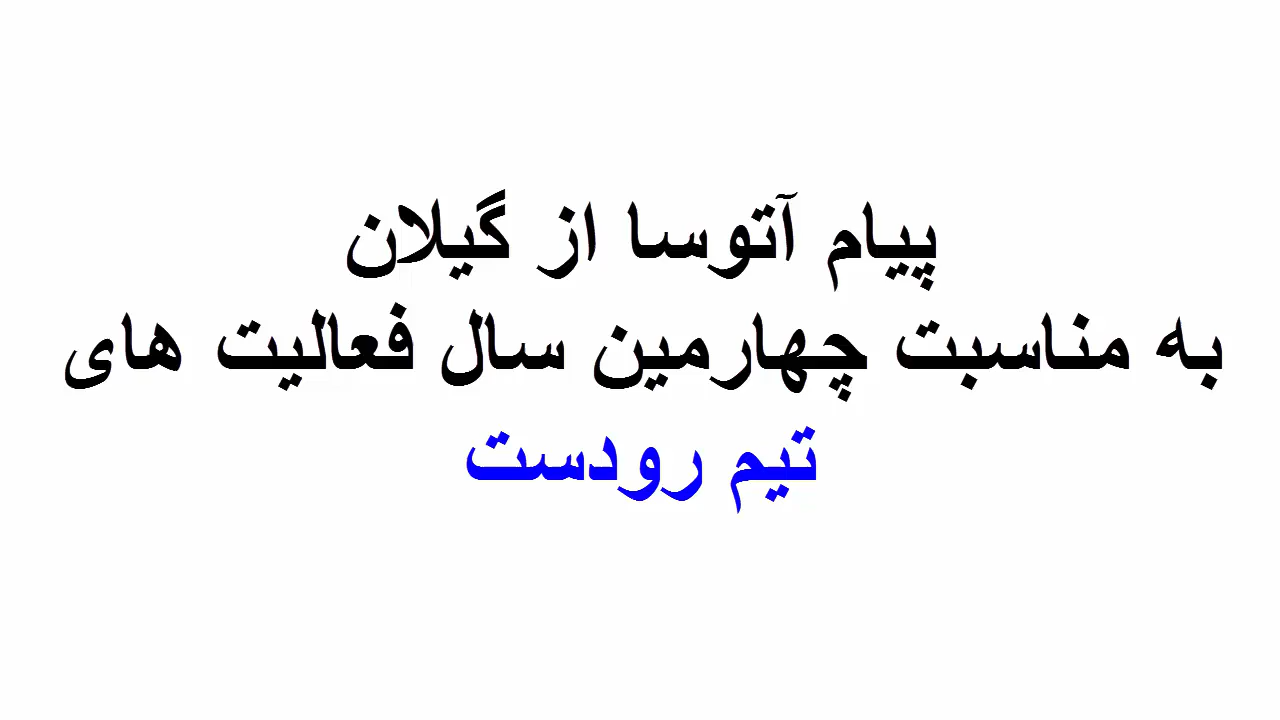 پیام آتوسا از گیلان
به مناسبت چهارمین سال فعالیت های
تیم رودست